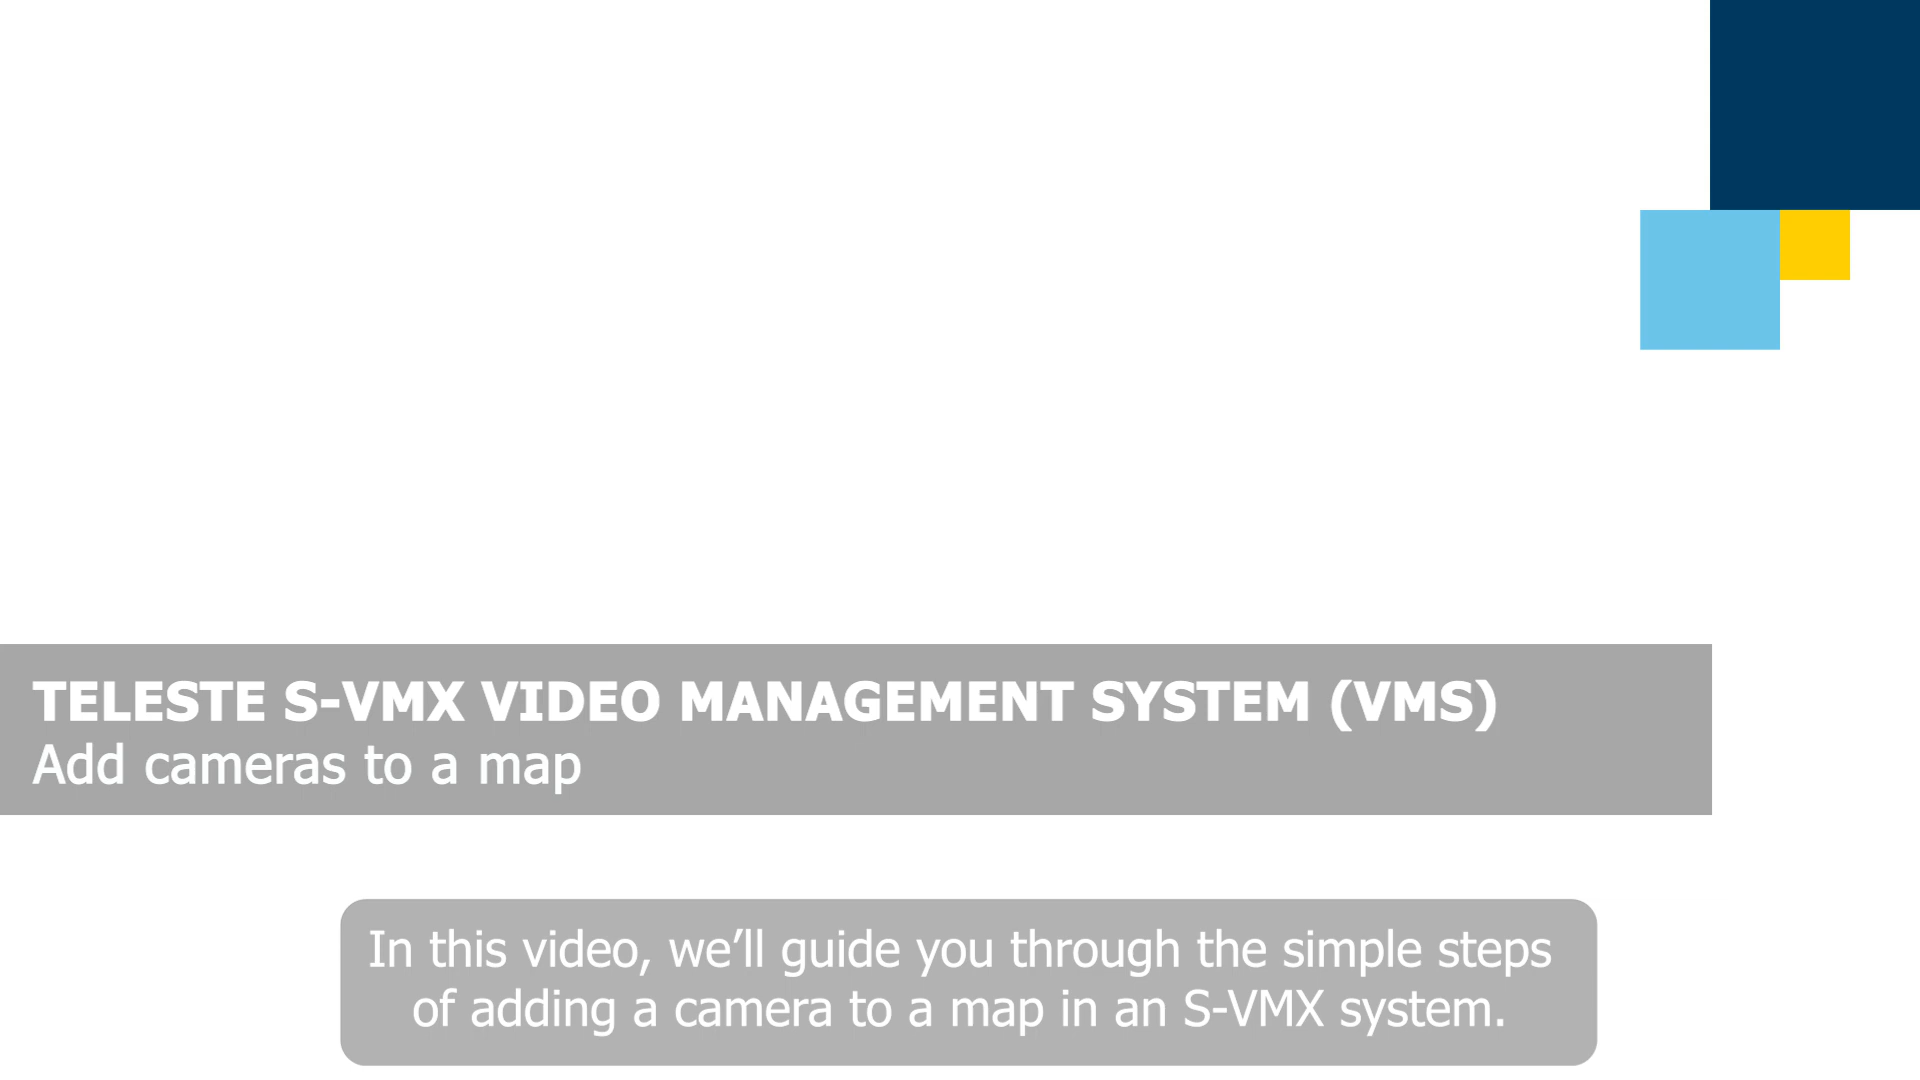 TELESTE S-VMX VIDEO MANAGEMENT SYSTEM (VMS)
Add cameras to a map
In this video, we’ll guide you through the simple steps
of adding a camera to a map in an S-VMX system.